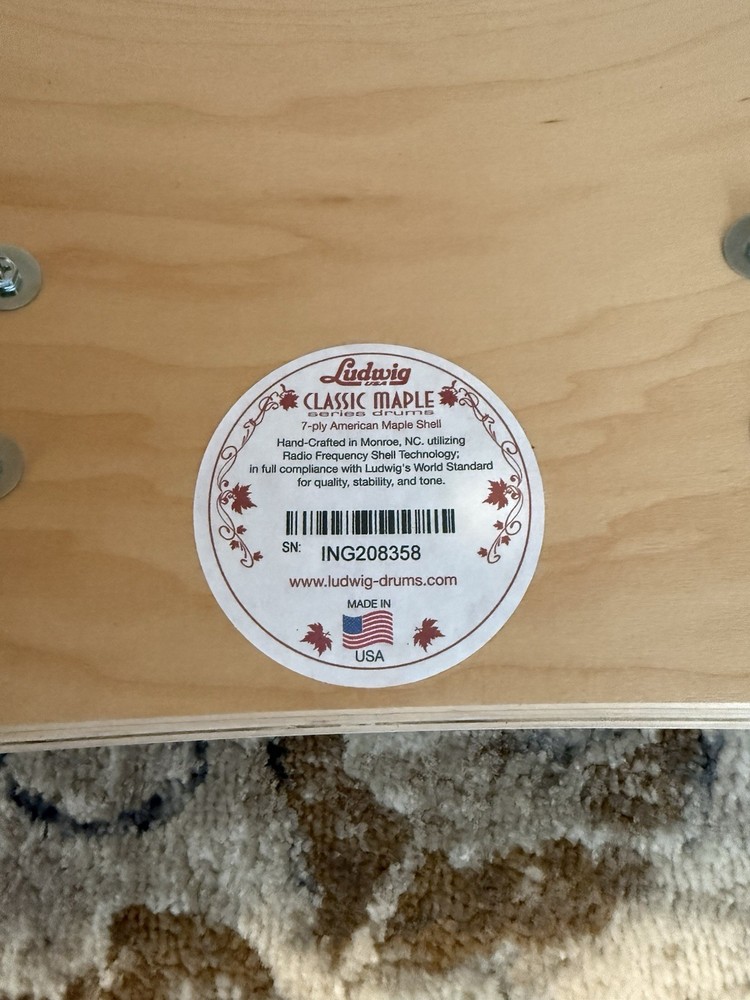 Ludwig
USA
CLASSIC MAPLE
series drums
7-ply American Maple Shell
Hand-Crafted in Monroe, NC. utilizing
Radio Frequency Shell Technology;
in full compliance with Ludwig's World Standard
for quality, stability, and tone.
SN: ING208358
www.ludwig-drums.com
MADE IN
USA